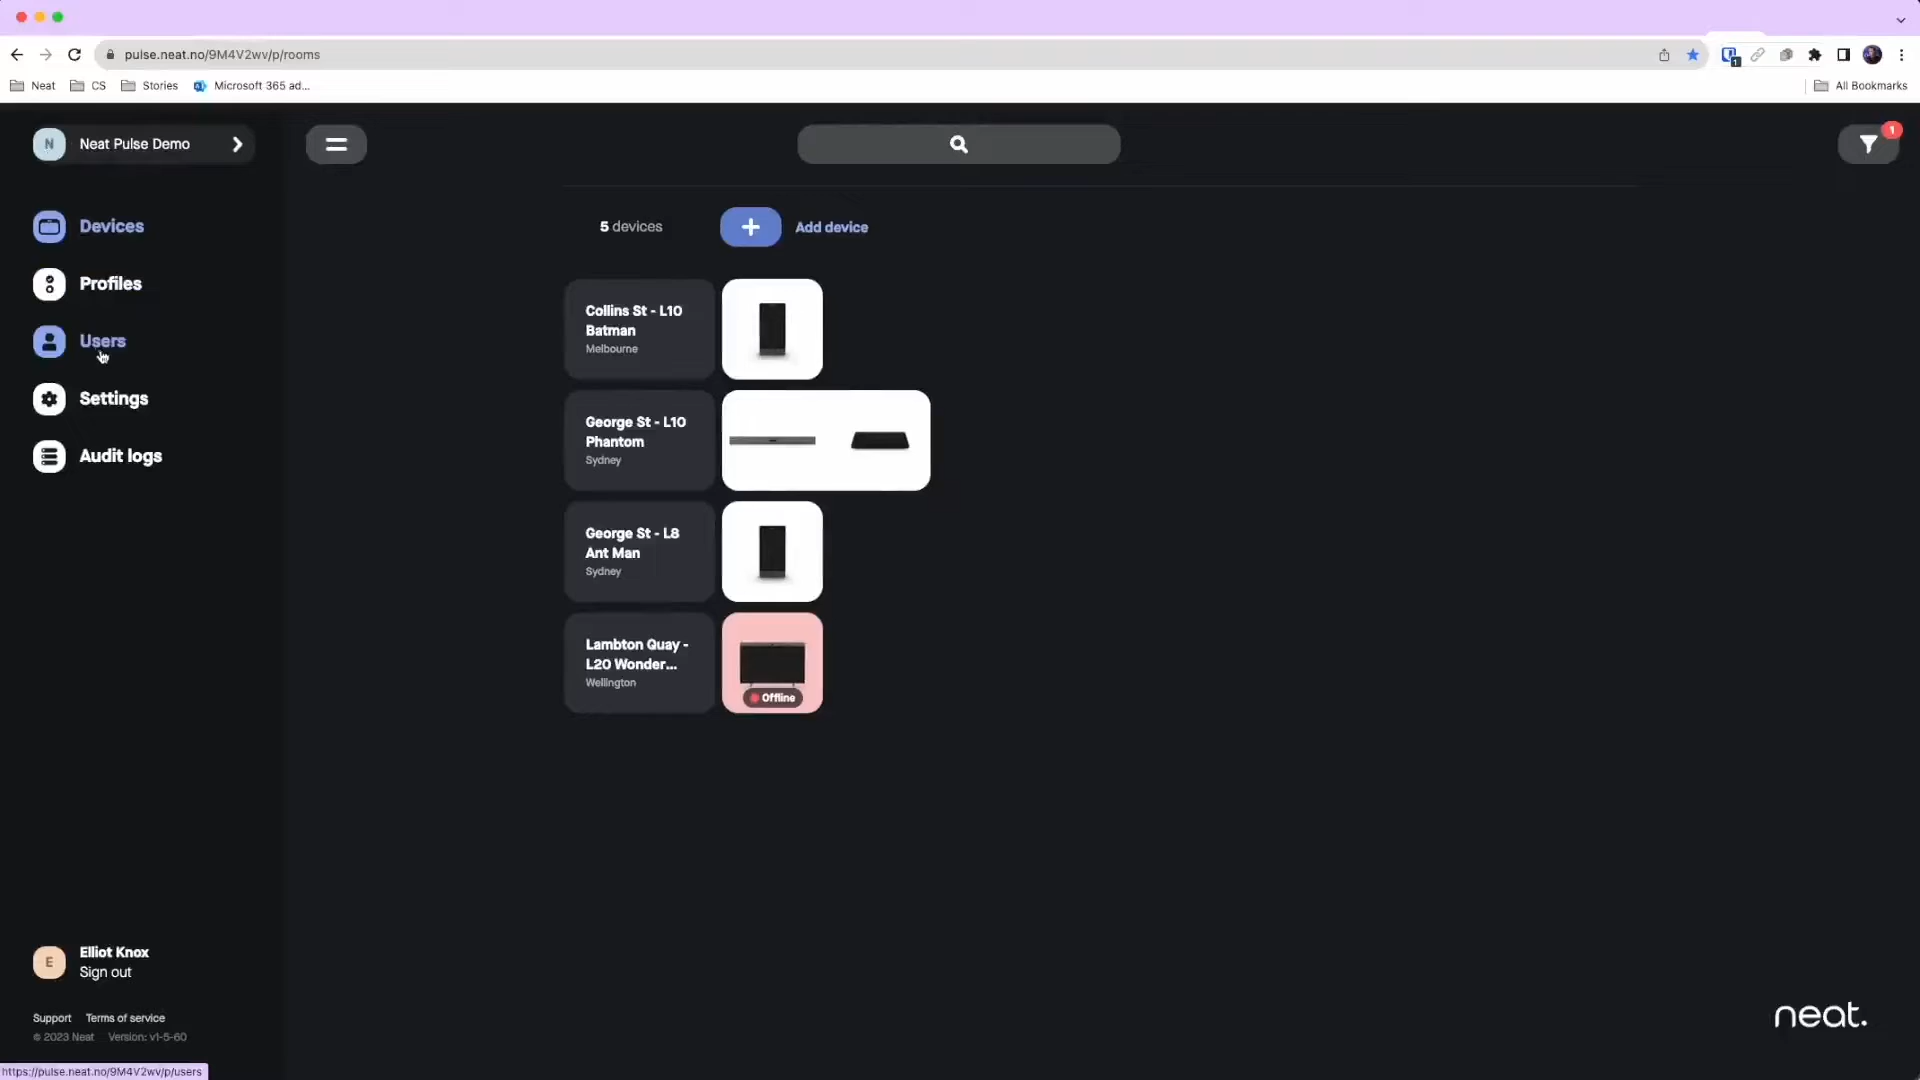 pulse.neat.no/9M4V2wv/p/rooms
1
Neat
CS
Stories
Microsoft 365 ad...
All Bookmarks
N
Neat Pulse Demo
1
Devices
5 devices
Add device
Profiles
Users
Settings
Audit logs
Collins St - L10
Batman
Melbourne
George St - L10
Phantom
Sydney
George St - L8
Ant Man
Sydney
Lambton Quay -
L20 Wonder...
Wellington
Offline
E
Elliot Knox
Sign out
Support
Terms of service
© 2023 Neat
Version: v1-5-60
neat.
https://pulse.neat.no/9M4V2wv/p/users